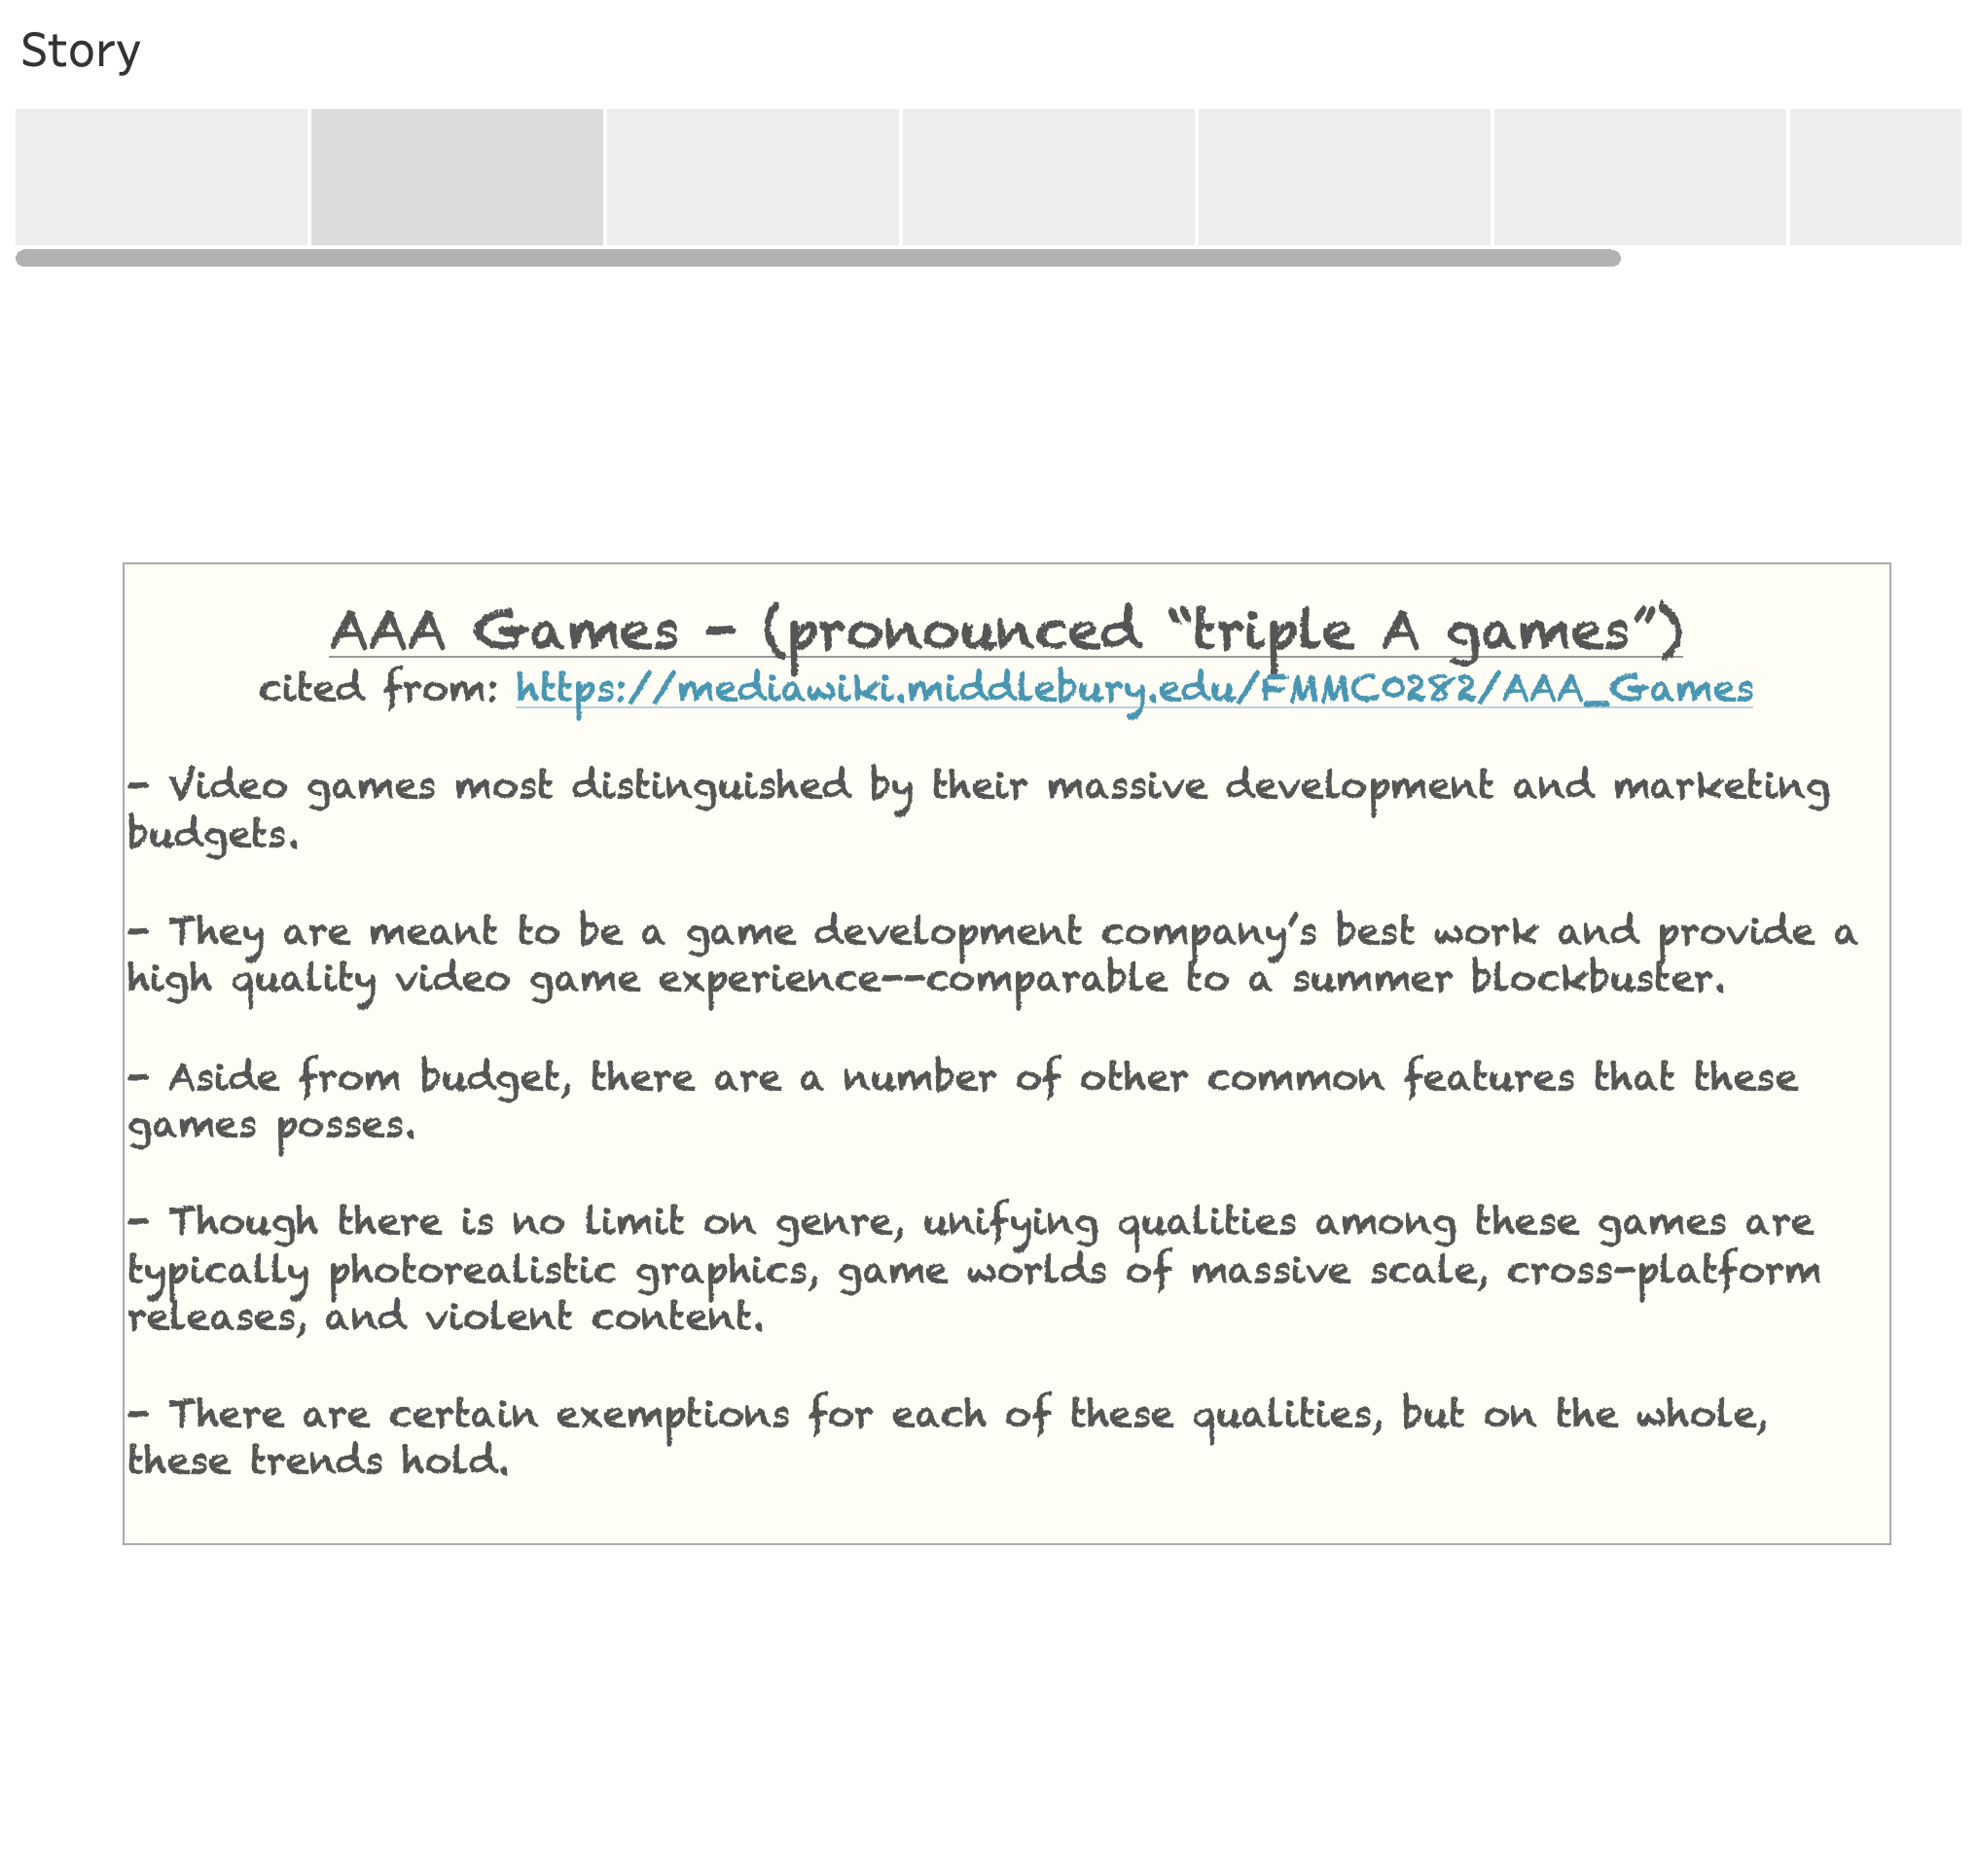 Story
AAA Games - (pronounced “triple A games”)
cited from: https://mediawiki.middlebury.edu/FMMC0282/AAA_Games
- Video games most distinguished by their massive development and marketing
budgets.
- They are meant to be a game development company's best work and provide a
high quality video game experience--comparable to a summer blockbuster.
- Aside from budget, there are a number of other common features that these
games posses.
- Though there is no limit on genre, unifying qualities among these games are
typically photorealistic graphics, game worlds of massive scale, cross-platform
releases, and violent content.
- There are certain exemptions for each of these qualities, but on the whole,
these trends hold.